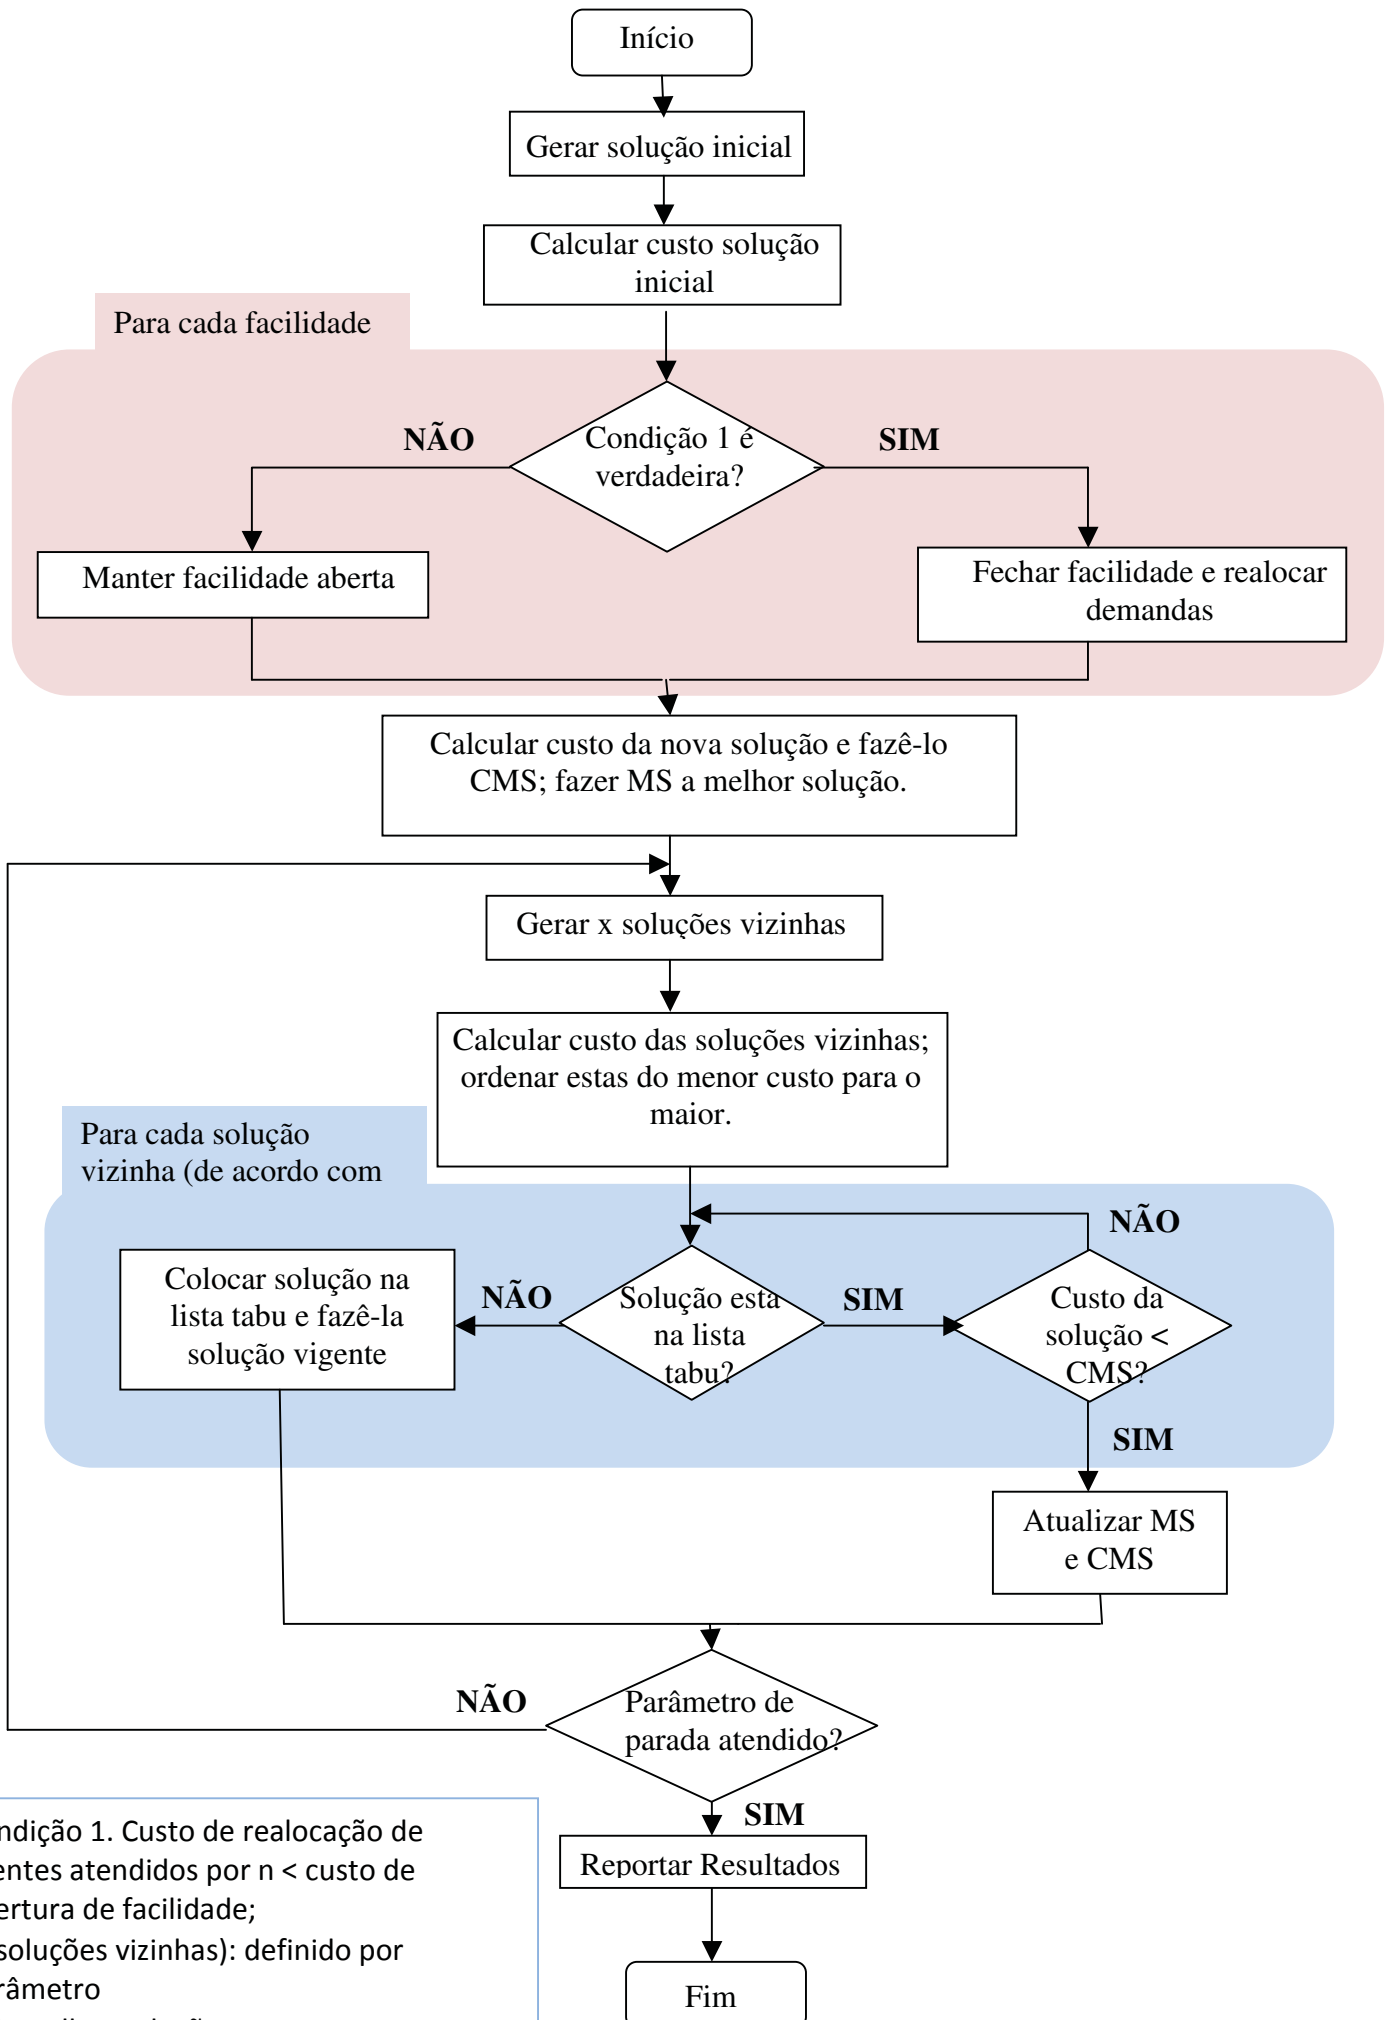 Início
Gerar solução inicial
Calcular custo solução
inicial
Para cada facilidade
NÃO
Condição 1 é
verdadeira?
SIM
Manter facilidade aberta
Fechar facilidade e realocar
demandas
Calcular custo da nova solução e fazê-lo
CMS; fazer MS a melhor solução.
Gerar x soluções vizinhas
Calcular custo das soluções vizinhas;
ordenar estas do menor custo para o
maior.
Para cada solução
vizinha (de acordo com
NÃO
Colocar solução na
lista tabu e fazê-la
solução vigente
NÃO
Solução está
na lista
tabu?
SIM
Custo da
solução <
CMS?
SIM
Atualizar MS
e CMS
NÃO
Parâmetro de
parada atendido?
SIM
Reportar Resultados
Fim
ndição 1. Custo de realocação de
entes atendidos por n < custo de
ertura de facilidade;
soluções vizinhas): definido por
râmetro